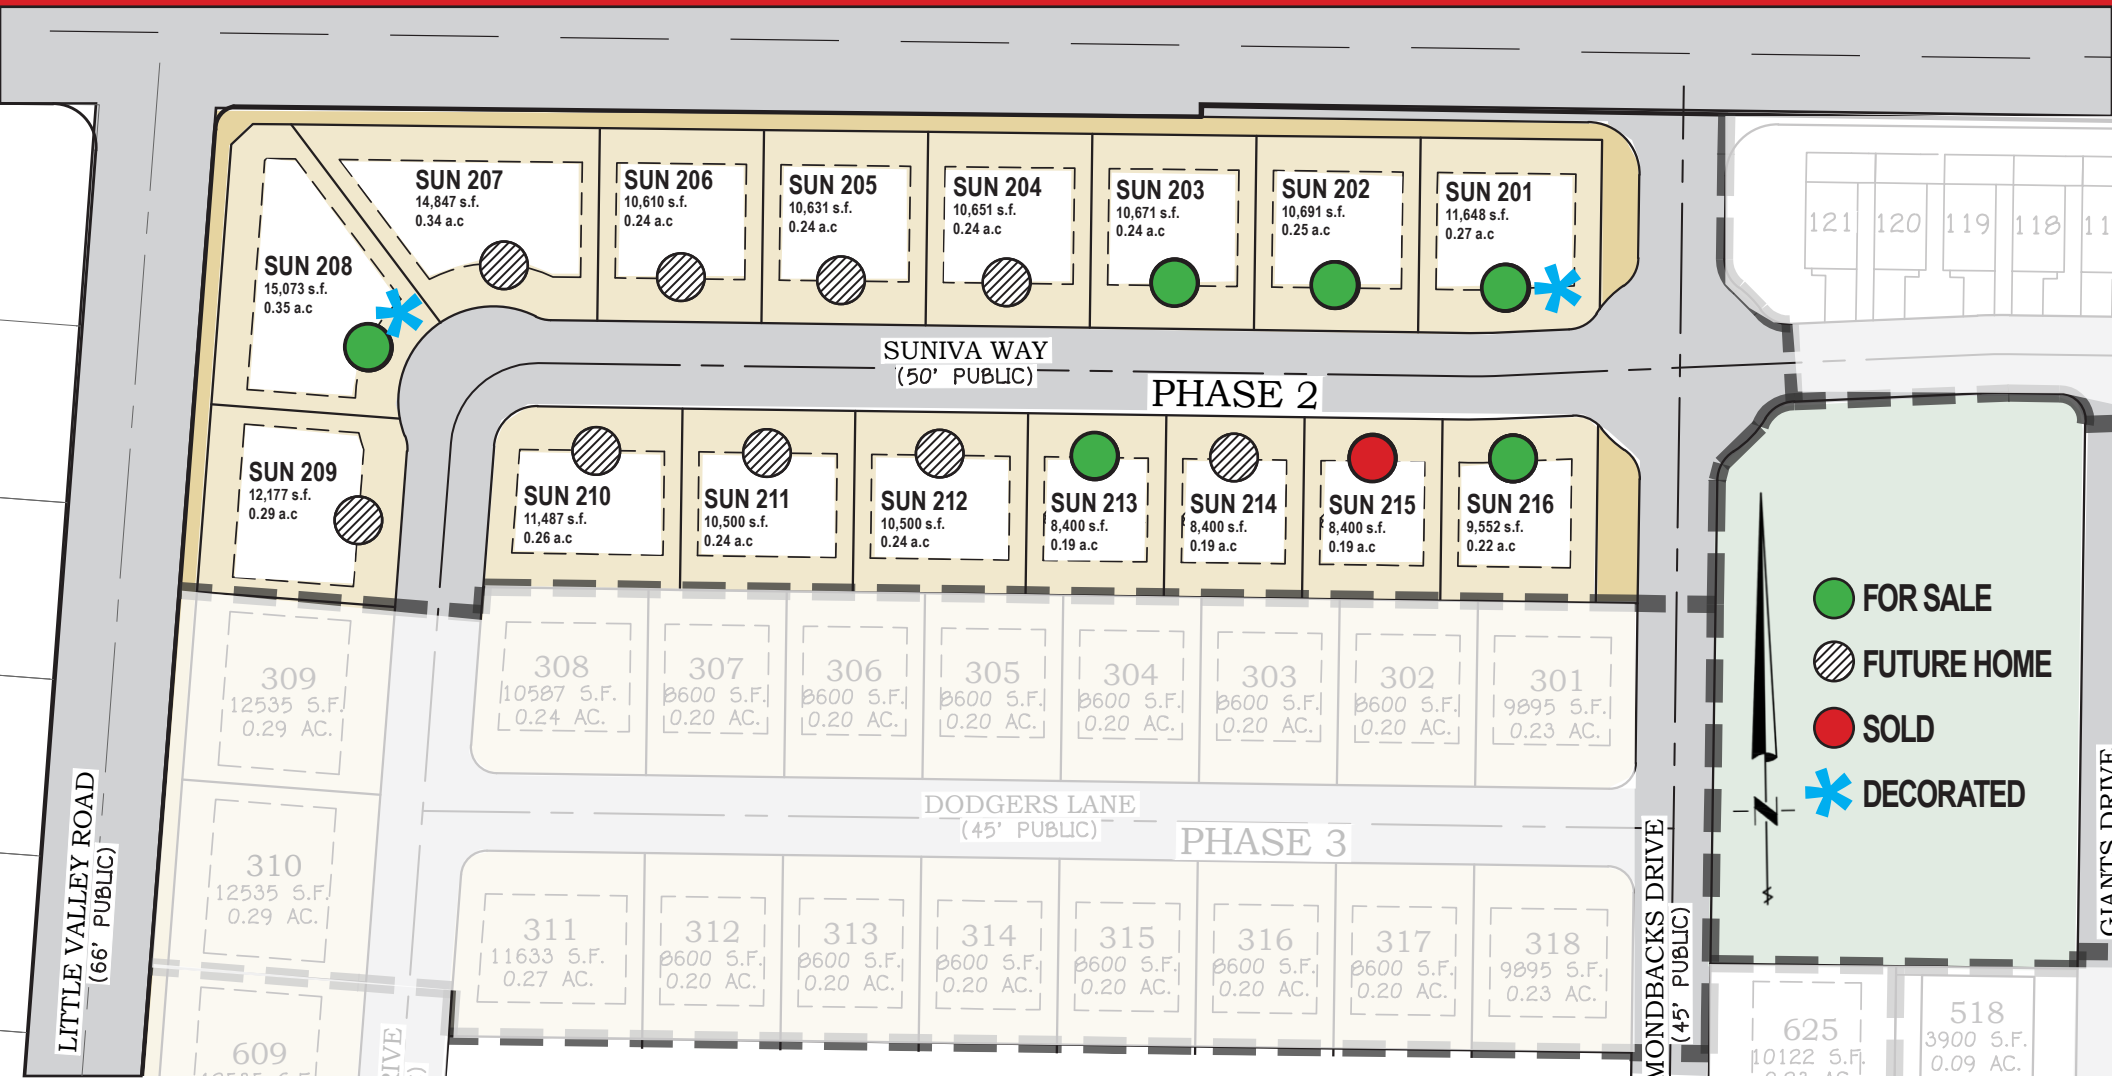 SUN 207
14,847 s.f.
0.34 a.c
SUN 206
10,610 s.f.
0.24 a.c
SUN 205
10,631 s.f.
0.24 a.c
SUN 204
10,651 s.f.
0.24 a.c
SUN 203
10,671 s.f.
0.24 a.c
SUN 202
10,691 s.f.
0.25 a.c
SUN 201
11,648 s.f.
0.27 a.c
121
120
119
118
SUN 208
15,073 s.f.
0.35 a.c
SUNIVA WAY
(50' PUBLIC)
PHASE 2
SUN 209
12,177 s.f.
0.29 a.c
SUN 210
11,487 s.f.
0.26 a.c
SUN 211
10,500 s.f.
0.24 a.c
SUN 212
10,500 s.f.
0.24 a.c
SUN 213
8,400 s.f.
0.19 a.c
SUN 214
8,400 s.f.
0.19 a.c
SUN 215
8,400 s.f.
0.19 a.c
SUN 216
9,552 s.f.
0.22 a.c
FOR SALE
FUTURE HOME
SOLD
DECORATED
N
309
12535 S.F.
0.29 AC.
308
10587 S.F.
0.24 AC.
307
8600 S.F.
0.20 AC.
306
8600 S.F.
0.20 AC.
305
8600 S.F.
0.20 AC.
304
8600 S.F.
0.20 AC.
303
8600 S.F.
0.20 AC.
302
8600 S.F.
0.20 AC.
301
9895 S.F.
0.23 AC.
DODGERS LANE
(45' PUBLIC)
PHASE 3
310
12535 S.F.
0.29 AC.
311
11633 S.F.
0.27 AC.
312
8600 S.F.
0.20 AC.
313
8600 S.F.
0.20 AC.
314
8600 S.F.
0.20 AC.
315
8600 S.F.
0.20 AC.
316
8600 S.F.
0.20 AC.
317
8600 S.F.
0.20 AC.
318
9895 S.F.
0.23 AC.
609
625
10122 S.F.
518
3900 S.F.
0.09 AC.
LITTLE VALLEY ROAD
(66' PUBLIC)
MONDBACKS DRIVE
(45' PUBLIC)
GIANTS DRIVE